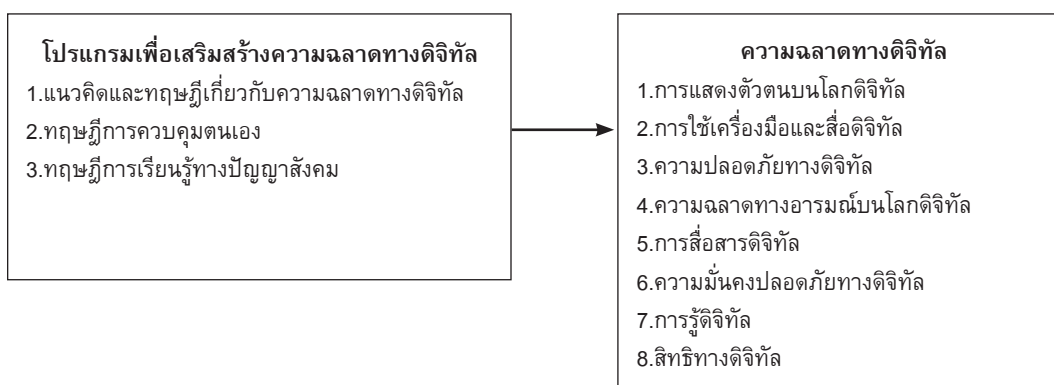 โปรแกรมเพื่อเสริมสร้างความฉลาดทางดิจิทัล
1.แนวคิดและทฤษฎีเกี่ยวกับความฉลาดทางดิจิทัล
2.ทฤษฎีการควบคุมตนเอง
3.ทฤษฎีการเรียนรู้ทางปัญญาสังคม
ความฉลาดทางดิจิทัล
1.การแสดงตัวตนบนโลกดิจิทัล
2.การใช้เครื่องมือและสื่อดิจิทัล
3.ความปลอดภัยทางดิจิทัล
4.ความฉลาดทางอารมณ์บนโลกดิจิทัล
5.การสื่อสารดิจิทัล
6.ความมั่นคงปลอดภัยทางดิจิทัล
7.การรู้ดิจิทัล
8.สิทธิทางดิจิทัล